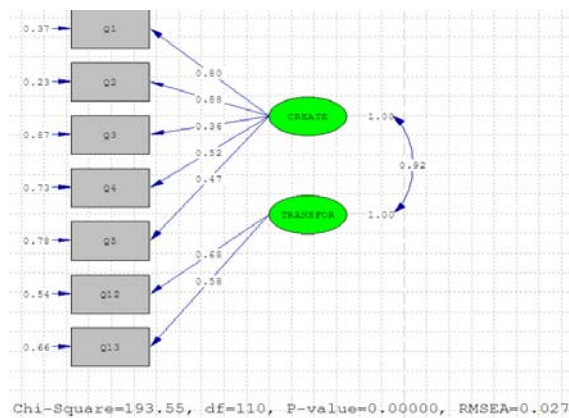 0.37 Q1
0.80
0.23 Q2
0.88
CREATE 1.00
0.87 Q3
0.36
0.52
0.92
0.73 Q4
0.47
TRANSFOR 1.00
0.78 Q5
0.68
0.54 Q12
0.58
0.66 Q13
Chi-Square=193.55, df=110, P-value=0.00000, RMSEA=0.027